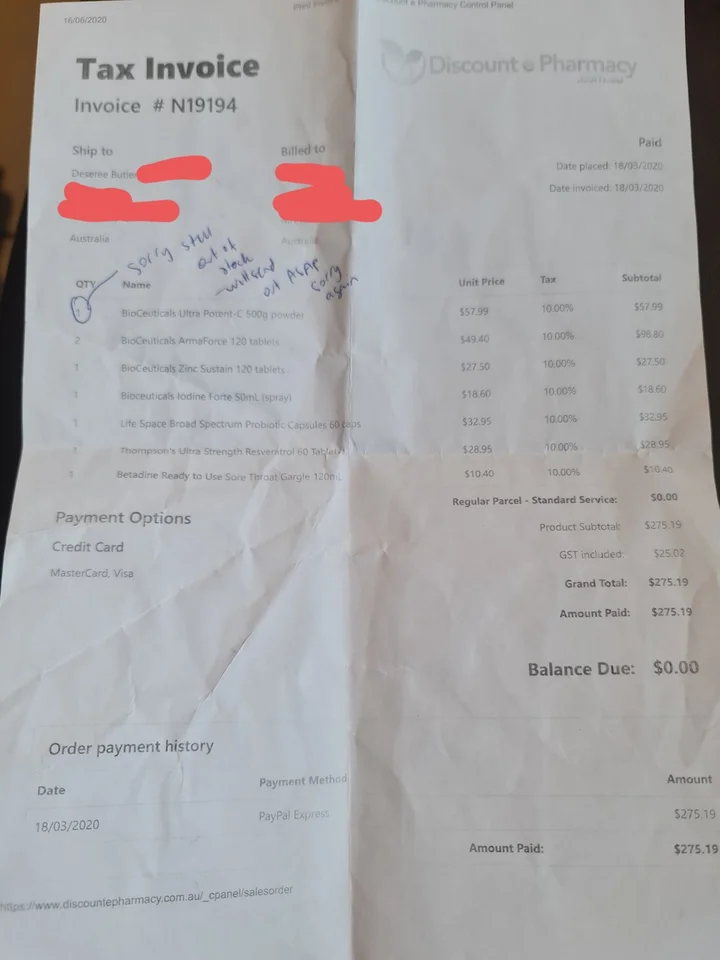 16/06/2020
Print Invoice
Discount e Pharmacy Control Panel
Tax Invoice
Discount e Pharmacy
Invoice # N19194
Ship to
Billed to
Paid
Deseree Butler
Date placed: 18/03/2020
Date invoiced: 18/03/2020
Australia
Australia
sorry still
out of
stock
- will send
out ASAP
sorry
again
QTY Name Unit Price Tax Subtotal
1 BioCeuticals Ultra Potent-C 500g powder $57.99 10.00% $57.99
2 BioCeuticals ArmaForce 120 tablets $49.40 10.00% $98.80
1 BioCeuticals Zinc Sustain 120 tablets $27.50 10.00% $27.50
1 Bioceuticals Iodine Forte 50mL (spray) $18.60 10.00% $18.60
1 Life Space Broad Spectrum Probiotic Capsules 60 caps $32.95 10.00% $32.95
1 Thompson's Ultra Strength Resveratrol 60 Tablets $28.95 10.00% $28.95
1 Betadine Ready to Use Sore Throat Gargle 120mL $10.40 10.00% $10.40
Regular Parcel - Standard Service: $0.00
Payment Options
Product Subtotal: $275.19
Credit Card
GST included: $25.02
MasterCard, Visa
Grand Total: $275.19
Amount Paid: $275.19
Balance Due: $0.00
Order payment history
Date Payment Method Amount
18/03/2020 PayPal Express $275.19
Amount Paid: $275.19
https://www.discountepharmacy.com.au/_cpanel/salesorder